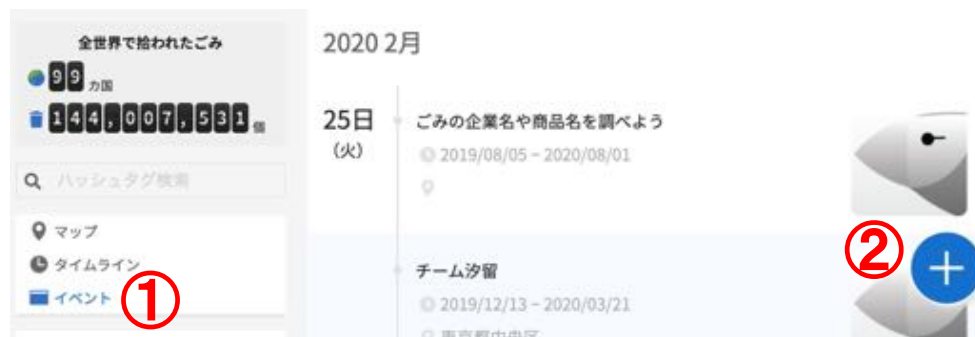 全世界で拾われたごみ
99 カ国
144,007,531 個
ハッシュタグ検索
マップ
タイムライン
イベント
①
2020 2月
25日
(火)
ごみの企業名や商品名を調べよう
2019/08/05 – 2020/08/01
②
チーム汐留
2019/12/13 – 2020/03/21
東京都中央区